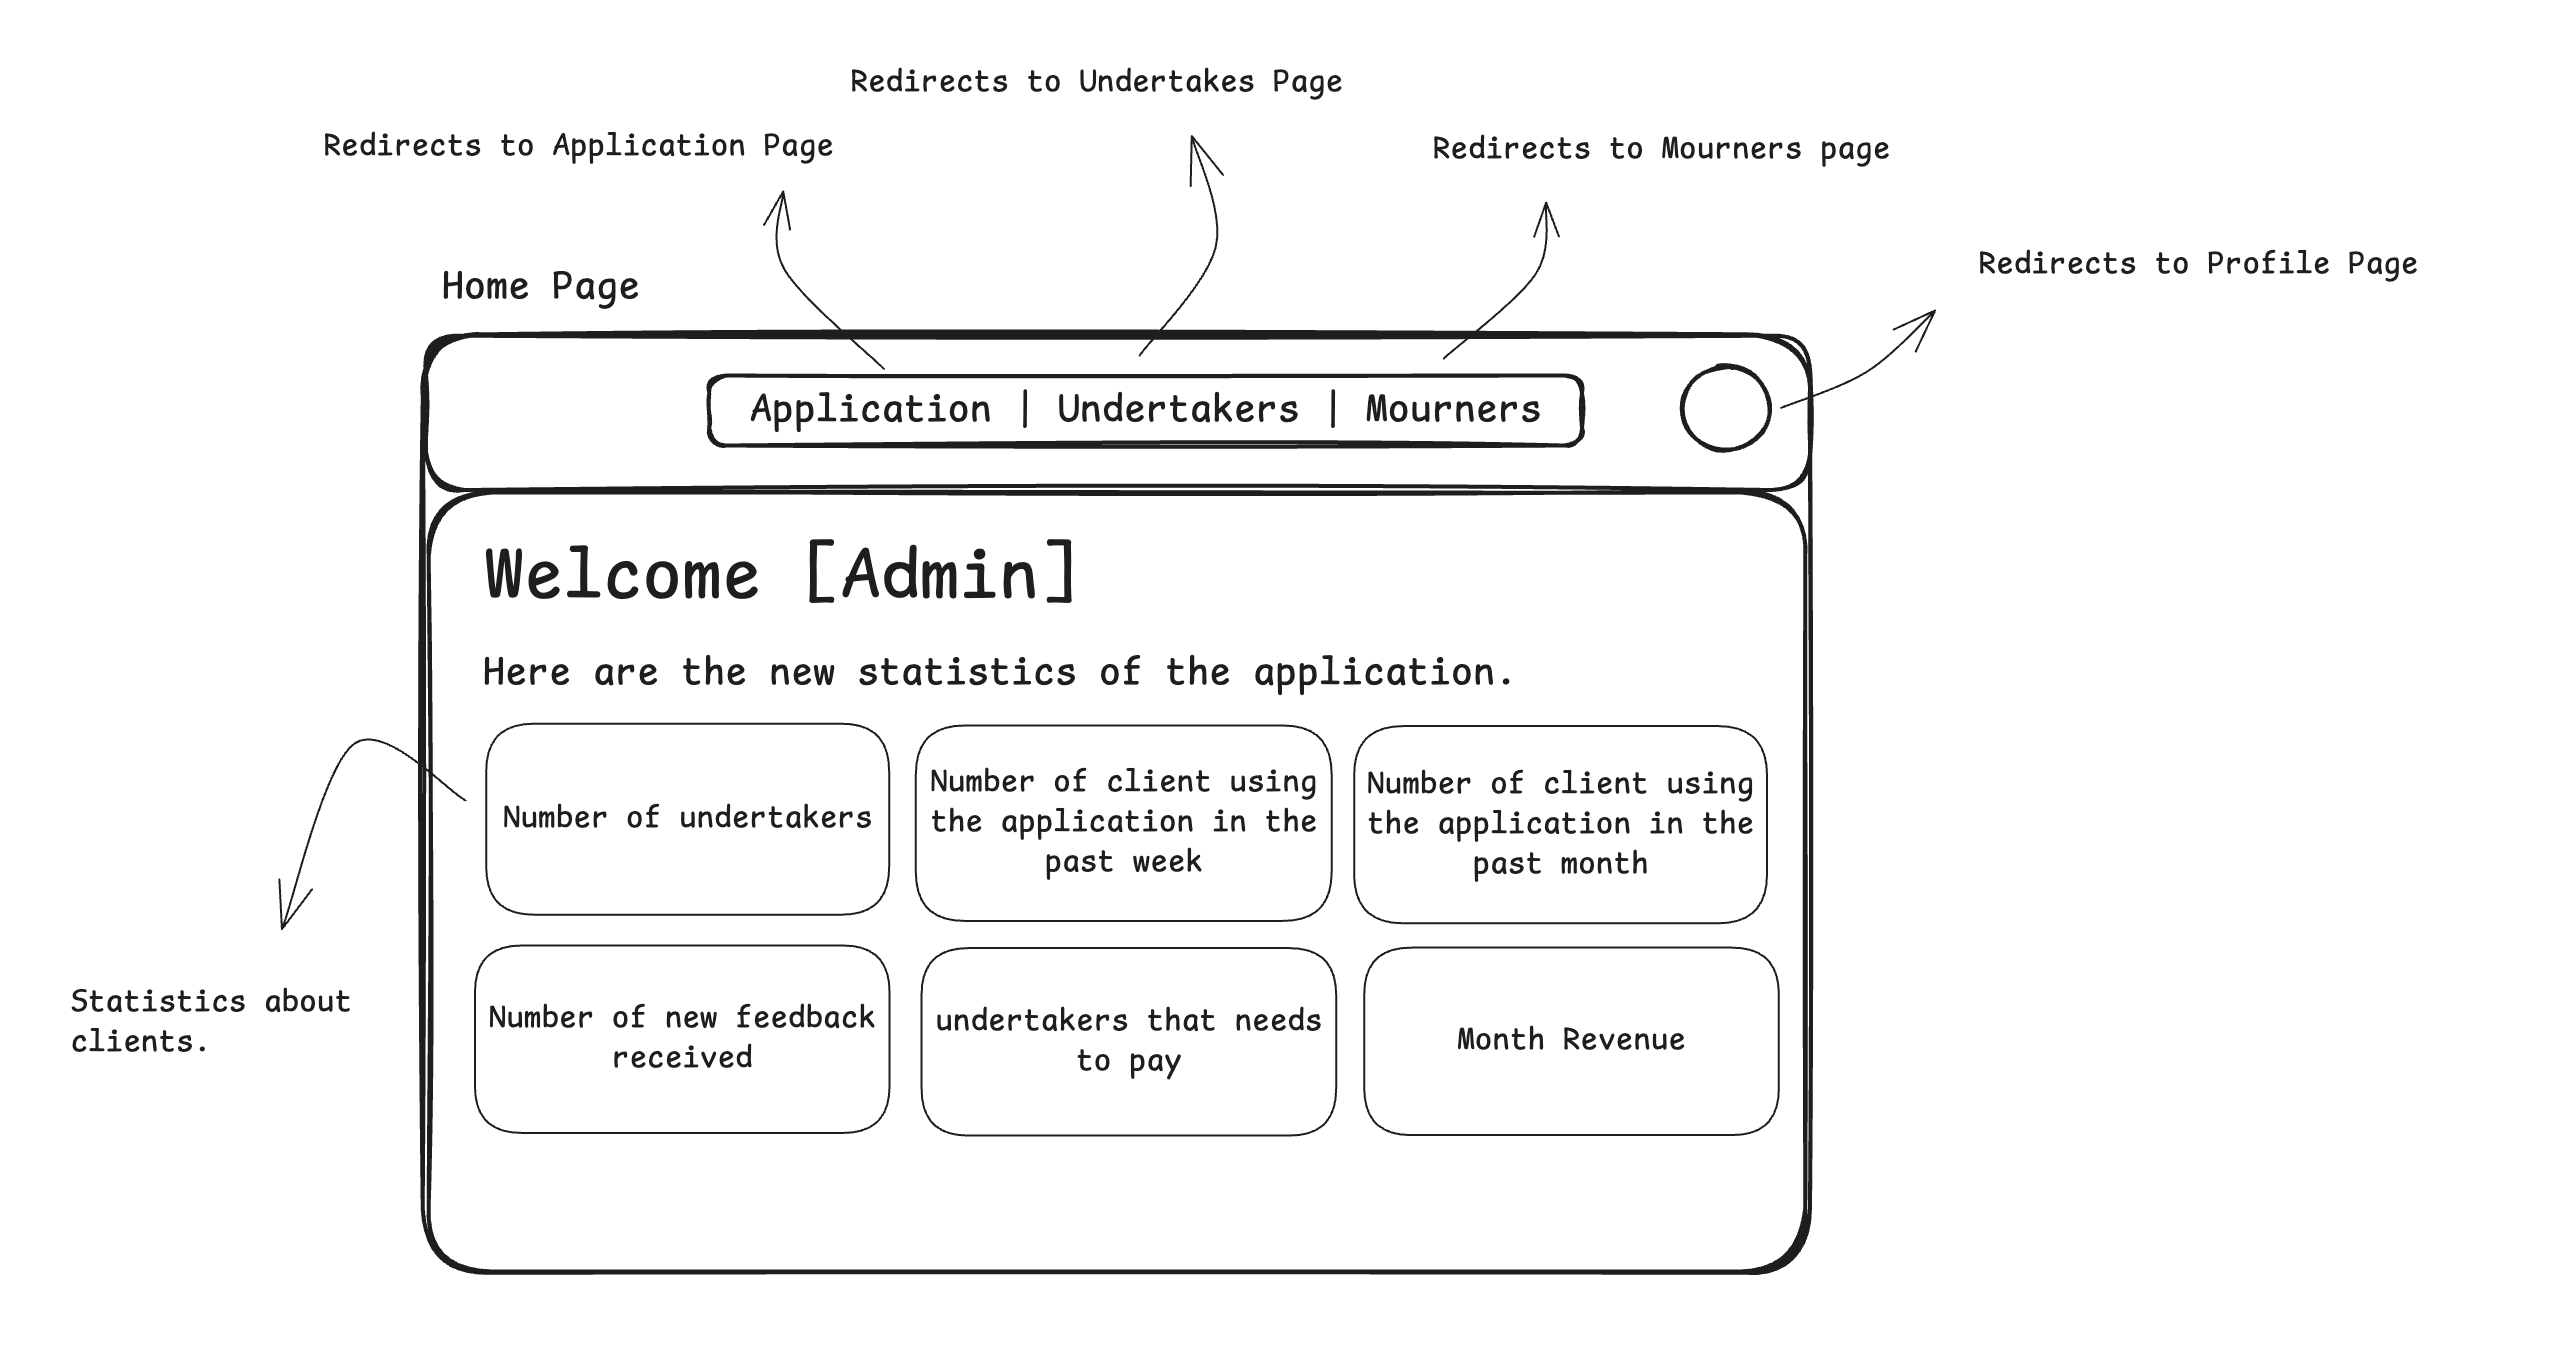 Redirects to Undertakes Page
Redirects to Application Page
Redirects to Mourners page
Redirects to Profile Page
Home Page
Application | Undertakers | Mourners
Welcome [Admin]
Here are the new statistics of the application.
Number of undertakers
Number of client using
the application in the
past week
Number of client using
the application in the
past month
Statistics about
clients.
Number of new feedback
received
undertakers that needs
to pay
Month Revenue